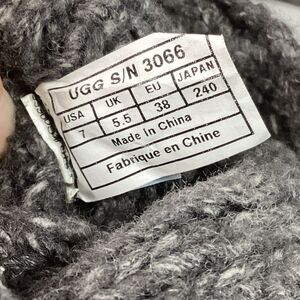 UGG S/N 3066
USA UK EU JAPAN
7 5.5 38 240
Made In China
Fabrique en Chine